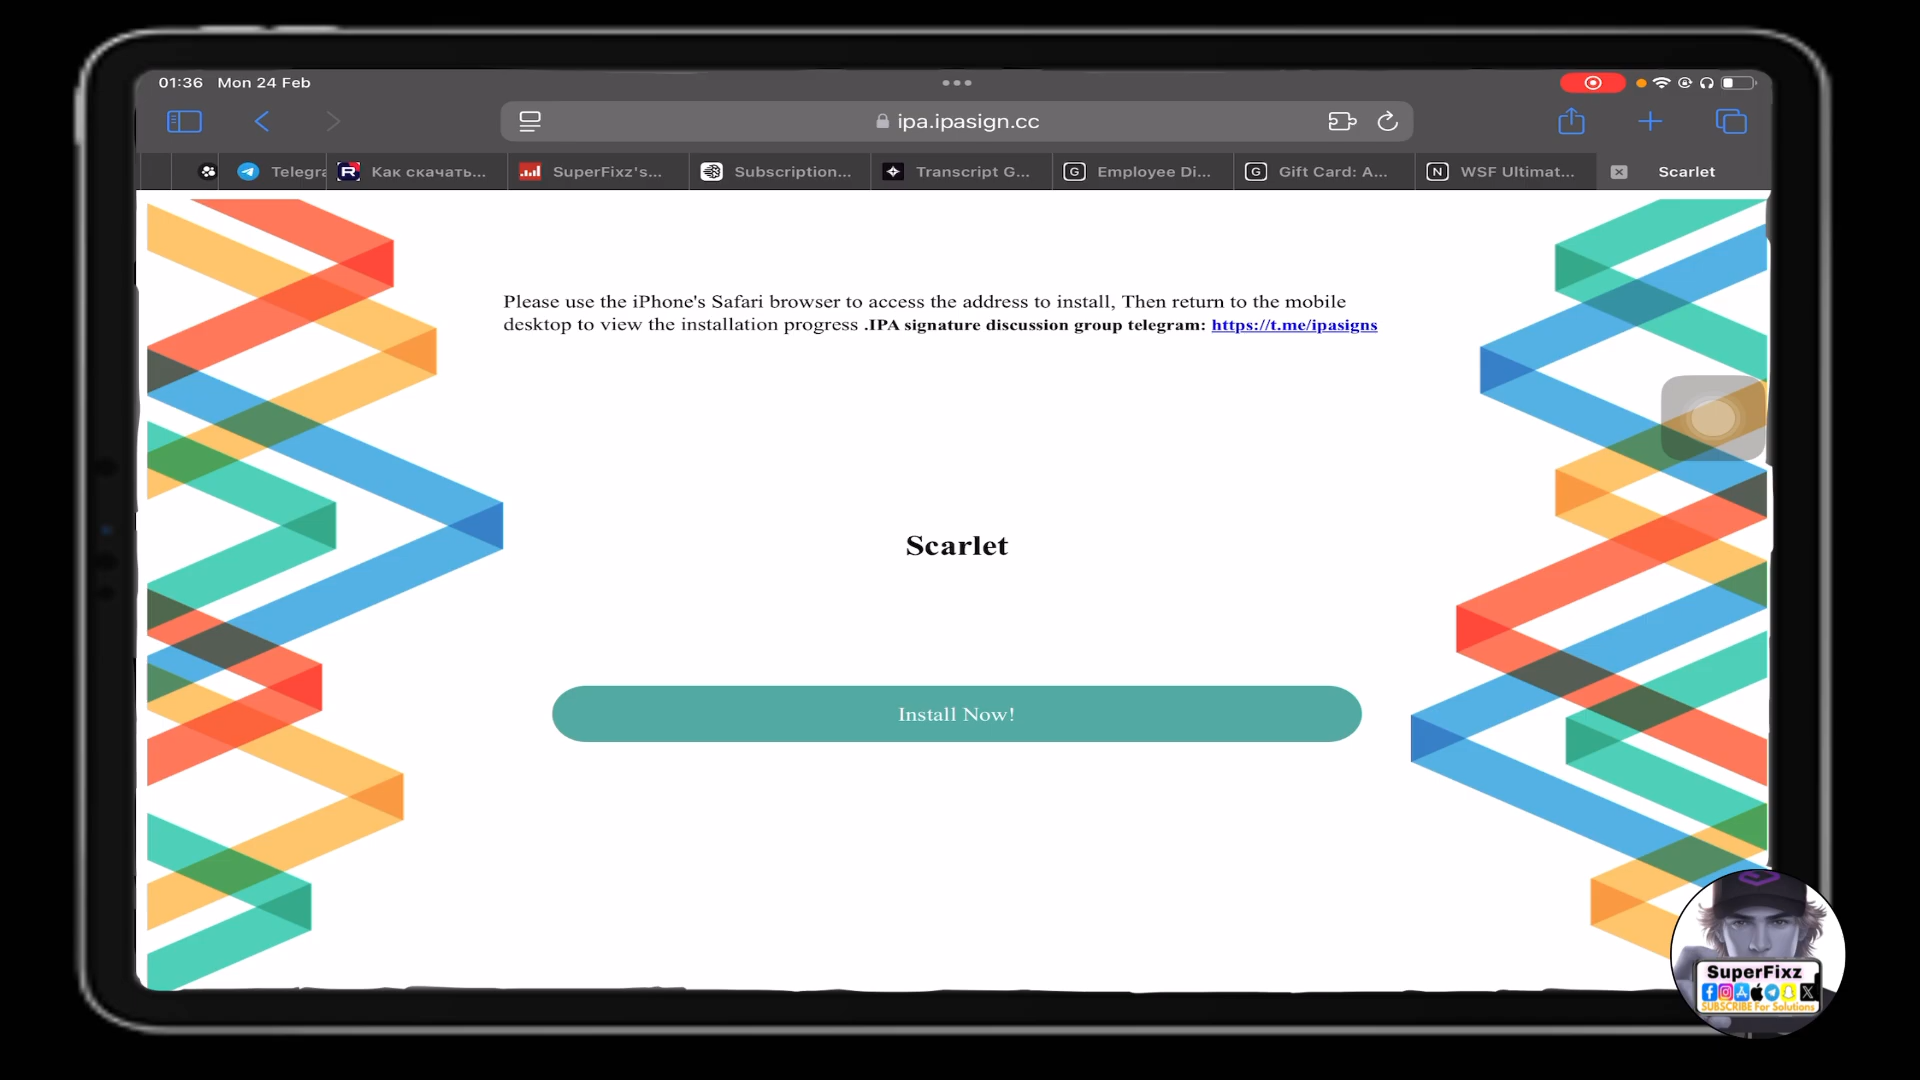 01:36 Mon 24 Feb
ipa.ipasign.cc
Telegra
Как скачать...
SuperFixz's...
Subscription...
Transcript G...
Employee Di...
Gift Card: A...
WSF Ultimat...
Scarlet
Please use the iPhone's Safari browser to access the address to install, Then return to the mobile
desktop to view the installation progress .IPA signature discussion group telegram: https://t.me/ipasigns
Scarlet
Install Now!
SuperFixz
SUBSCRIBE For Solutions